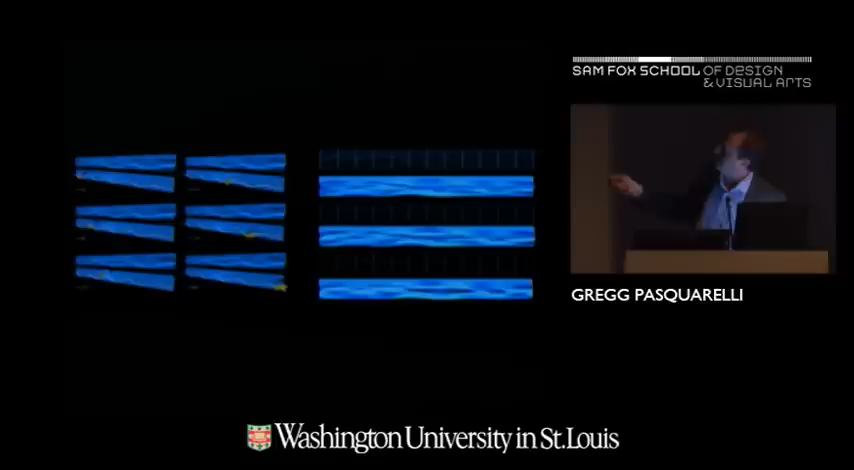 SAM FOX SCHOOL OF DESIGN
& VISUAL ARTS
GREGG PASQUARELLI
Washington University in St. Louis